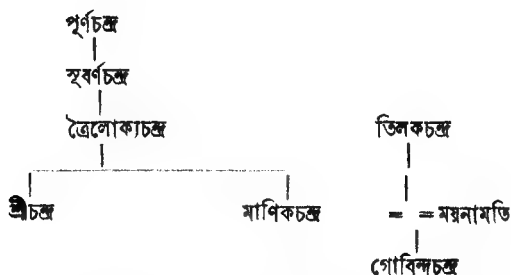 পূর্ণচন্দ্র
সুবর্ণচন্দ্র
ত্রৈলোক্যচন্দ্র তিলকচন্দ্র
শ্রীচন্দ্র মাণিকচন্দ্র = = ময়নামতি
গোবিন্দচন্দ্র